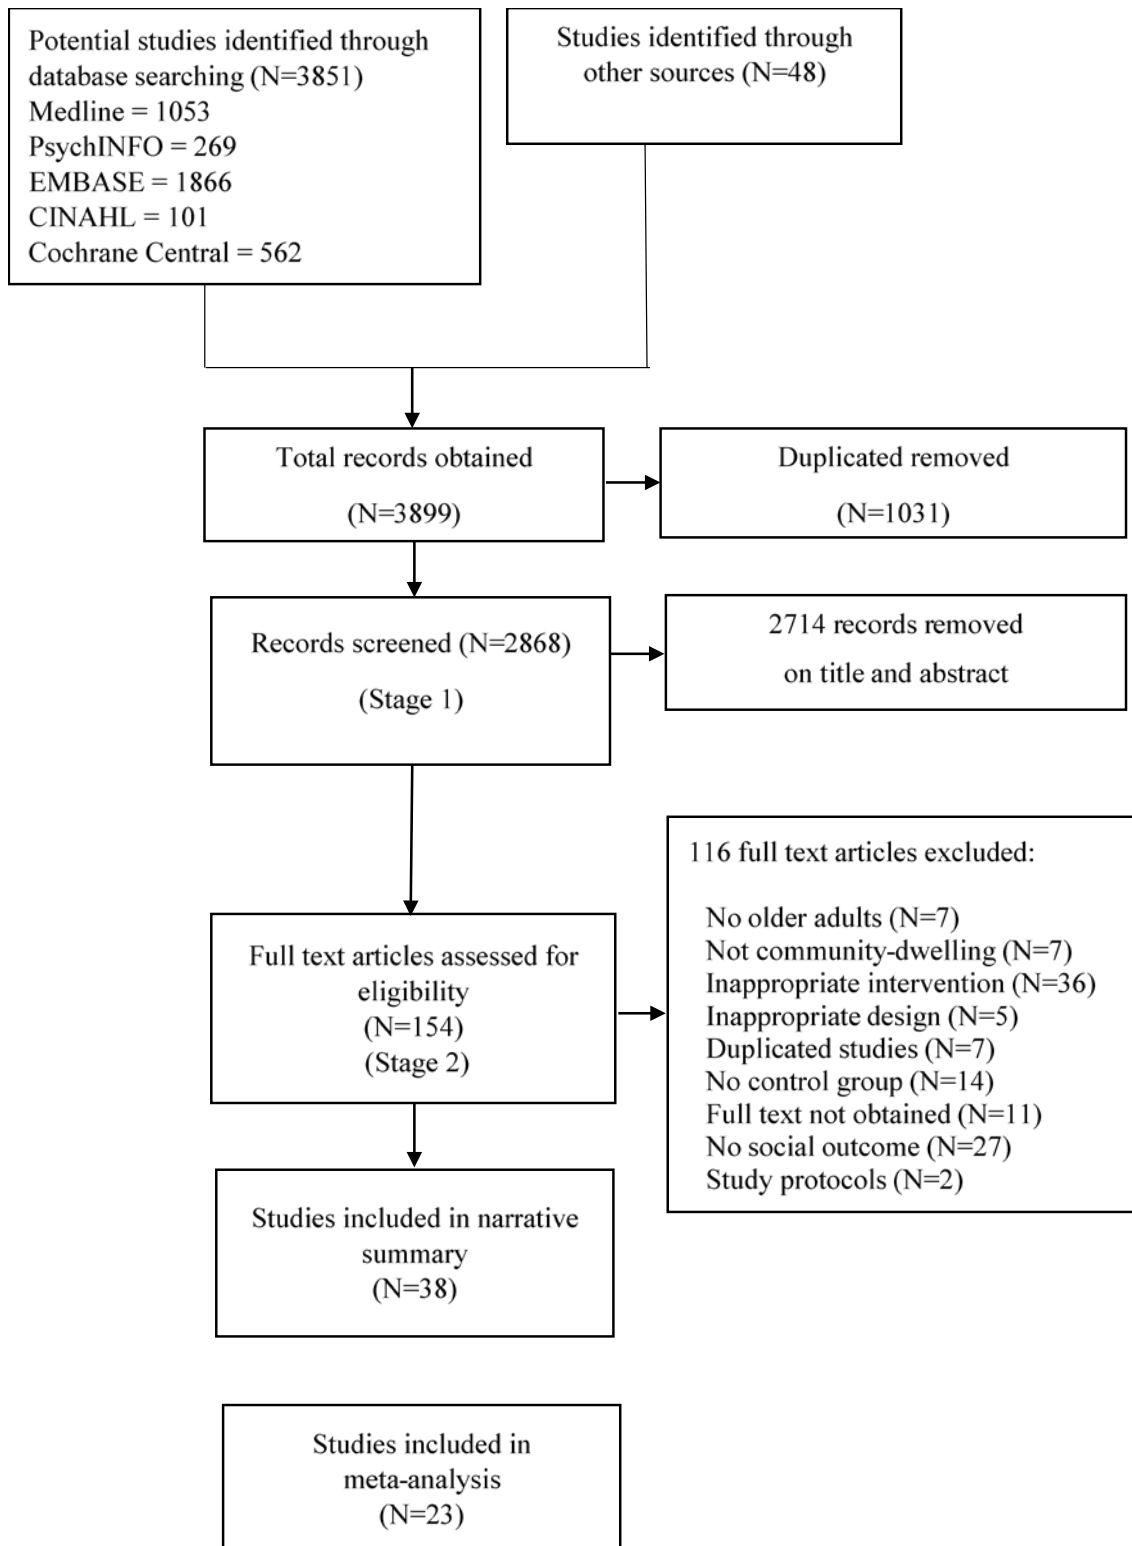 Potential studies identified through
database searching (N=3851)
Medline = 1053
PsychINFO = 269
EMBASE = 1866
CINAHL = 101
Cochrane Central = 562
Studies identified through
other sources (N=48)
Total records obtained
(N=3899)
Duplicated removed
(N=1031)
Records screened (N=2868)
(Stage 1)
2714 records removed
on title and abstract
Full text articles assessed for
eligibility
(N=154)
(Stage 2)
116 full text articles excluded:
No older adults (N=7)
Not community-dwelling (N=7)
Inappropriate intervention (N=36)
Inappropriate design (N=5)
Duplicated studies (N=7)
No control group (N=14)
Full text not obtained (N=11)
No social outcome (N=27)
Study protocols (N=2)
Studies included in narrative
summary
(N=38)
Studies included in
meta-analysis
(N=23)